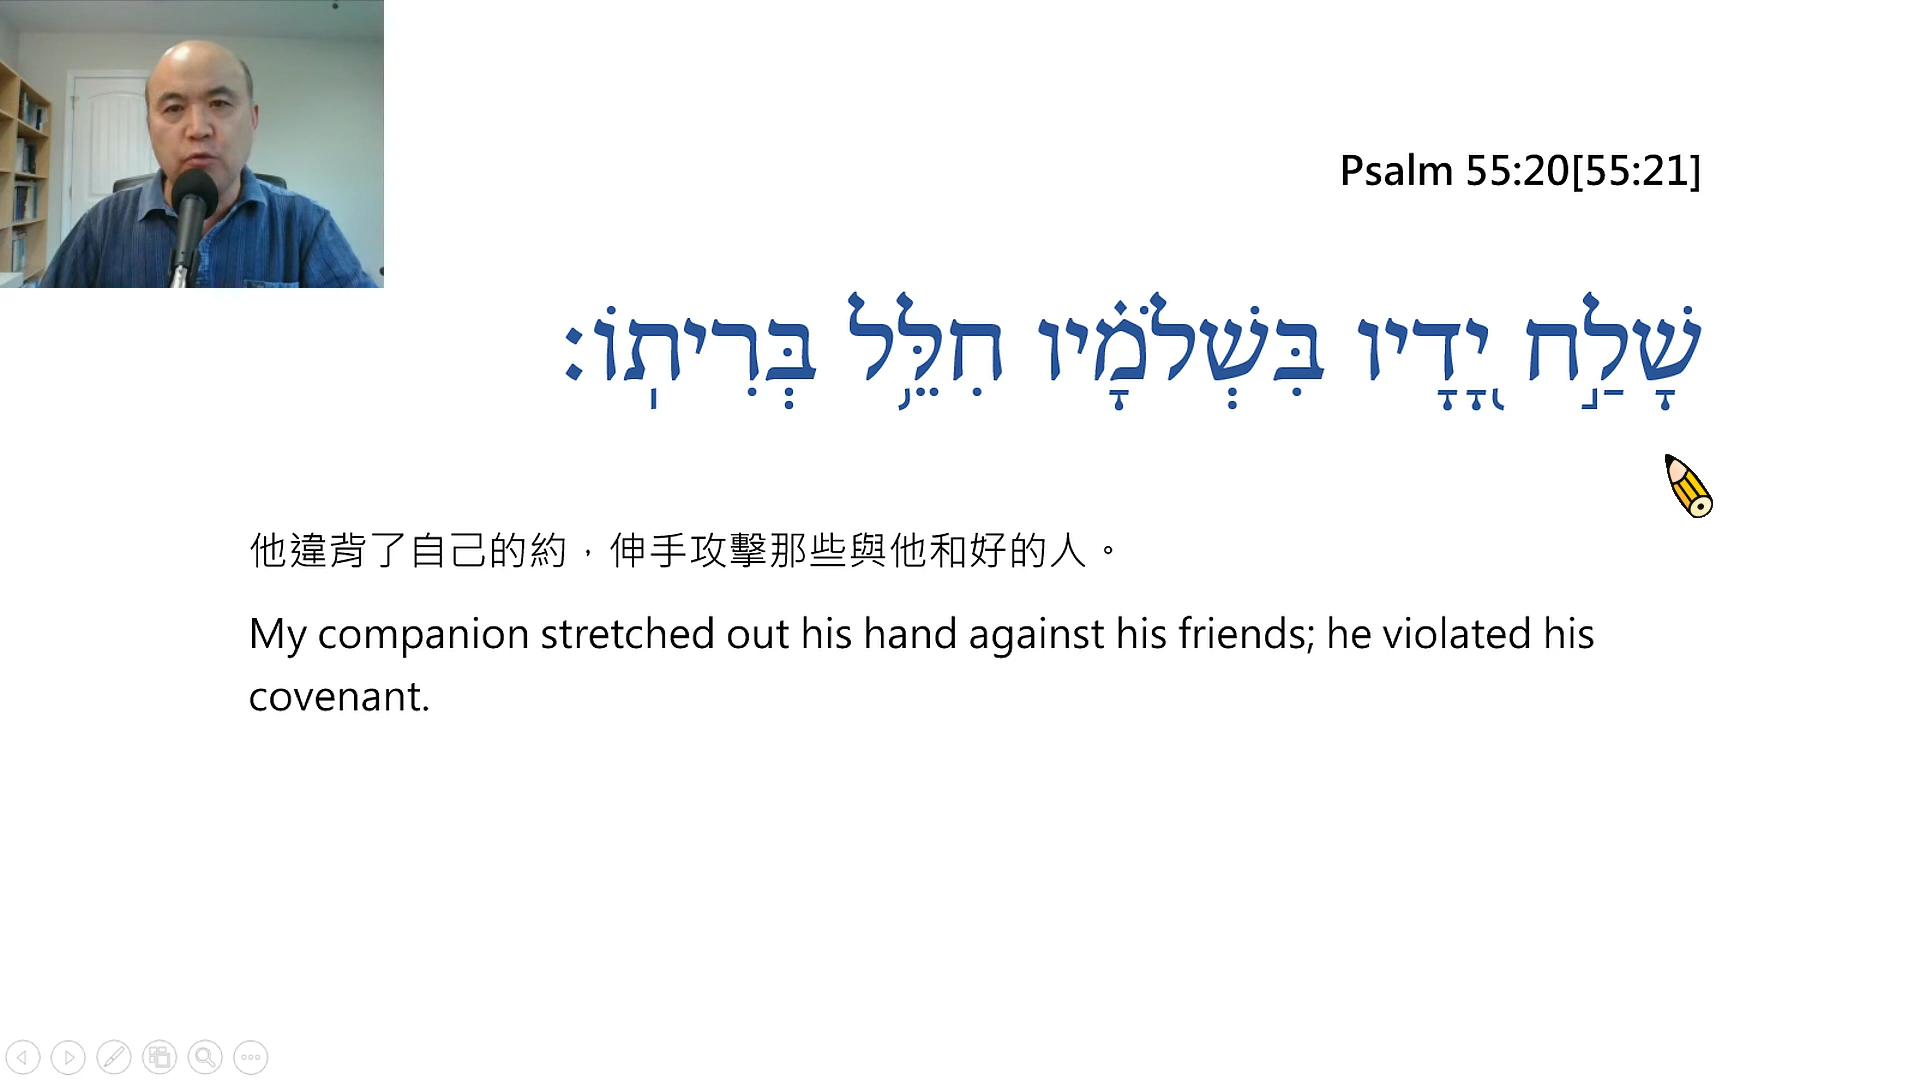 Psalm 55:20[55:21]
שָׁלַ֣ח יָ֭דָיו בִּשְׁלֹמָ֗יו חִלֵּ֥ל בְּרִיתֽוֹ׃
他違背了自己的約，伸手攻擊那些與他和好的人。
My companion stretched out his hand against his friends; he violated his
covenant.